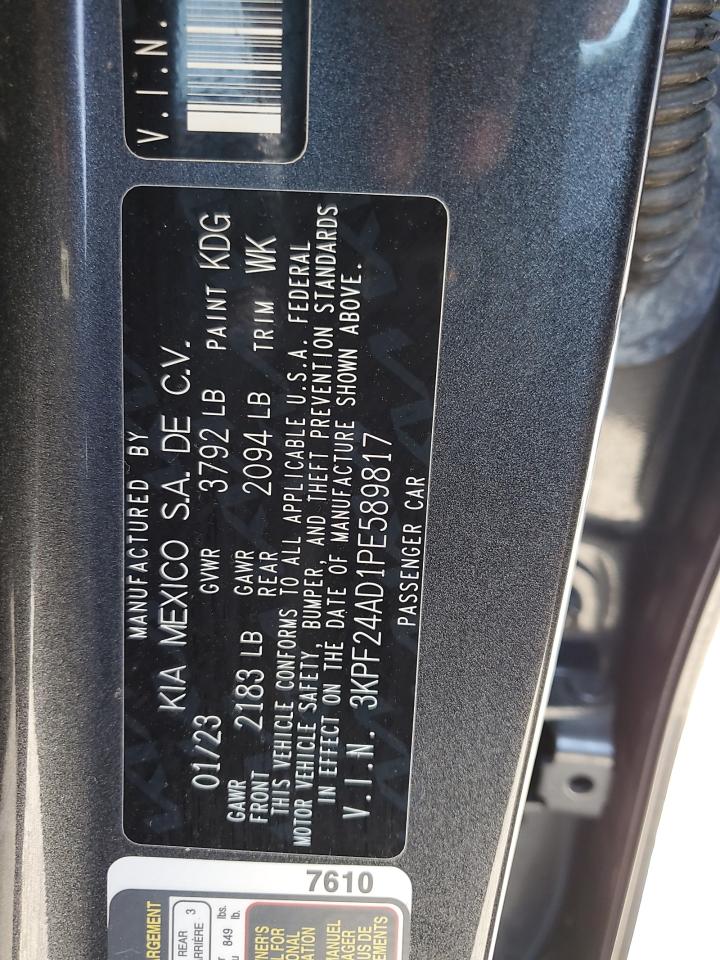 V.I.N.
MANUFACTURED BY
KIA MEXICO S.A. DE C.V.
01/23 GVWR 3792 LB PAINT KDG
GAWR FRONT 2183 LB GAWR REAR 2094 LB TRIM WK
THIS VEHICLE CONFORMS TO ALL APPLICABLE U.S.A. FEDERAL
MOTOR VEHICLE SAFETY, BUMPER, AND THEFT PREVENTION STANDARDS
IN EFFECT ON THE DATE OF MANUFACTURE SHOWN ABOVE.
V.I.N. 3KPF24AD1PE589817
PASSENGER CAR
7610
REAR 3
849 lbs.
lb.